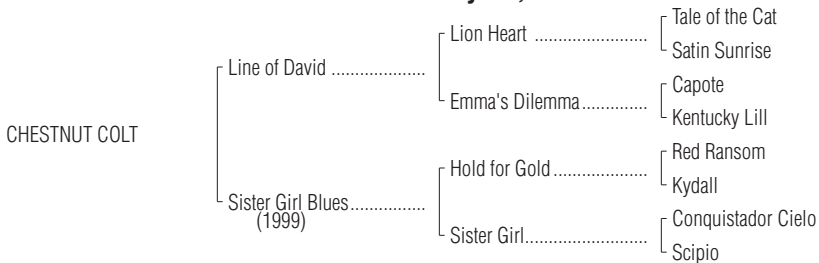 Tale of the Cat
Lion Heart ........................
Satin Sunrise
Line of David ....................
Capote
Emma's Dilemma..............
Kentucky Lill
CHESTNUT COLT
Red Ransom
Hold for Gold ....................
Kydall
Sister Girl Blues................
(1999)
Conquistador Cielo
Sister Girl..........................
Scipio